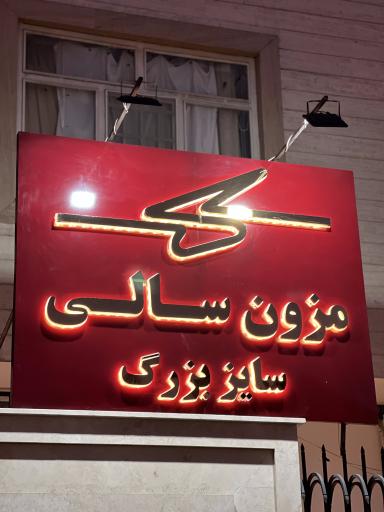 مزون سالی
سایز بزرگ